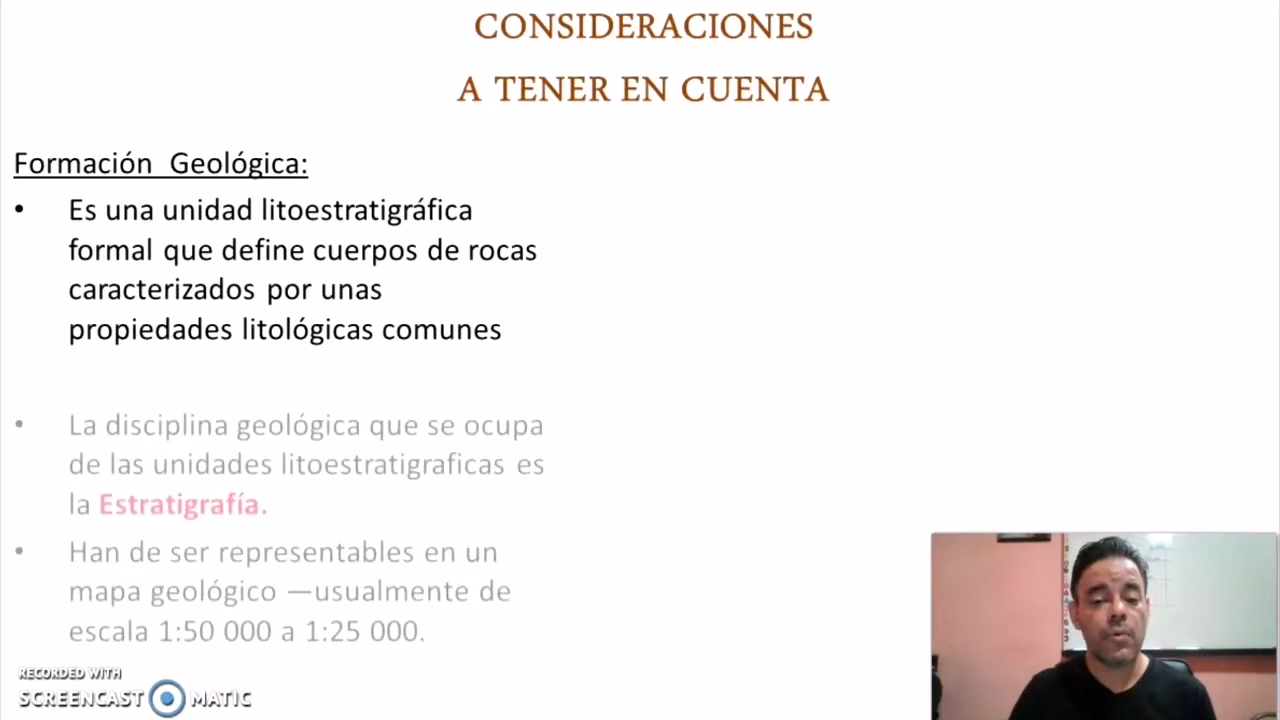 CONSIDERACIONES
A TENER EN CUENTA
Formación Geológica:
• Es una unidad litoestratigráfica
formal que define cuerpos de rocas
caracterizados por unas
propiedades litológicas comunes
• La disciplina geológica que se ocupa
de las unidades litoestratigraficas es
la Estratigrafía.
• Han de ser representables en un
mapa geológico —usualmente de
escala 1:50 000 a 1:25 000.
RECORDED WITH
SCREENCAST MATIC